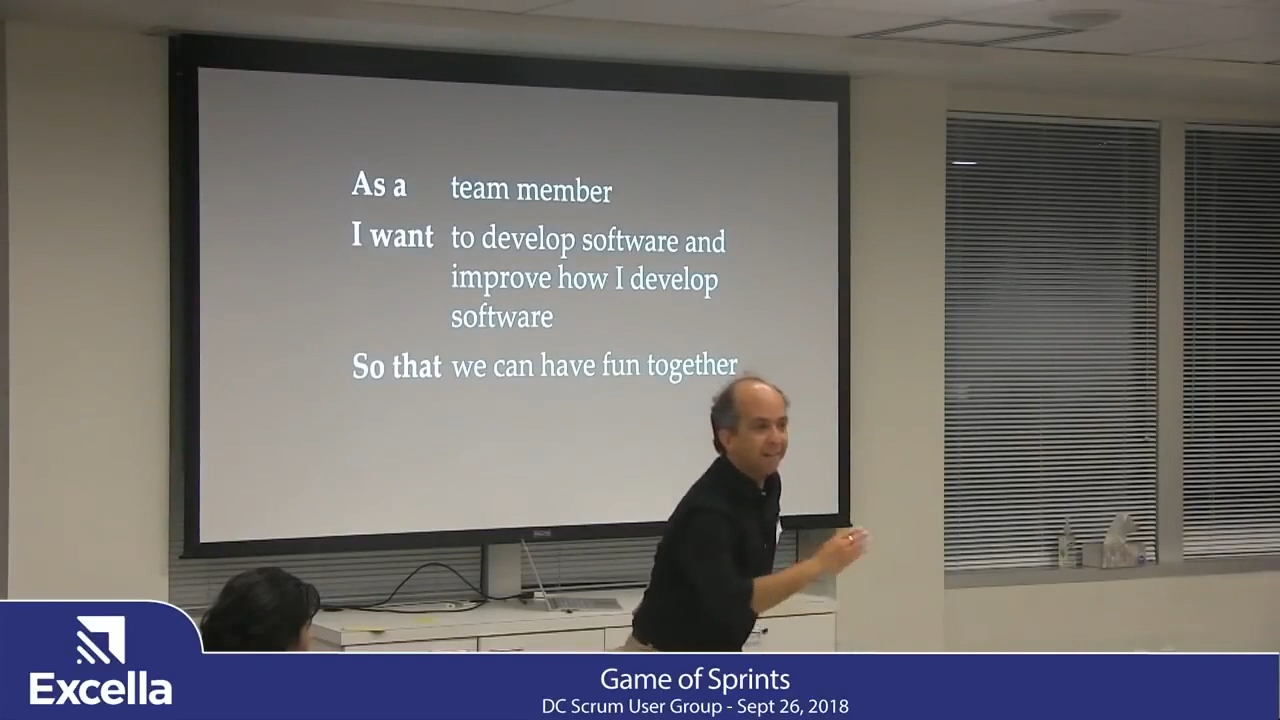 As a team member
I want to develop software and
improve how I develop
software
So that we can have fun together
Excella
Game of Sprints
DC Scrum User Group - Sept 26, 2018